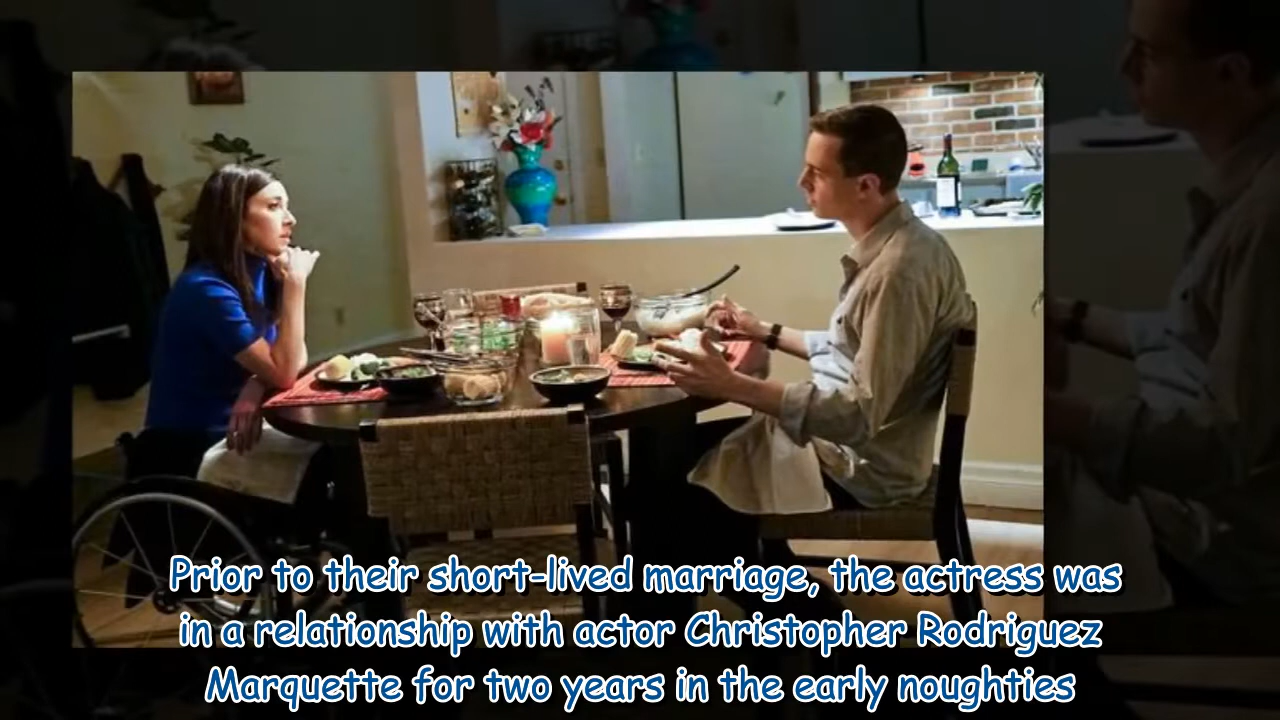 Prior to their short-lived marriage, the actress was
in a relationship with actor Christopher Rodriguez
Marquette for two years in the early noughties